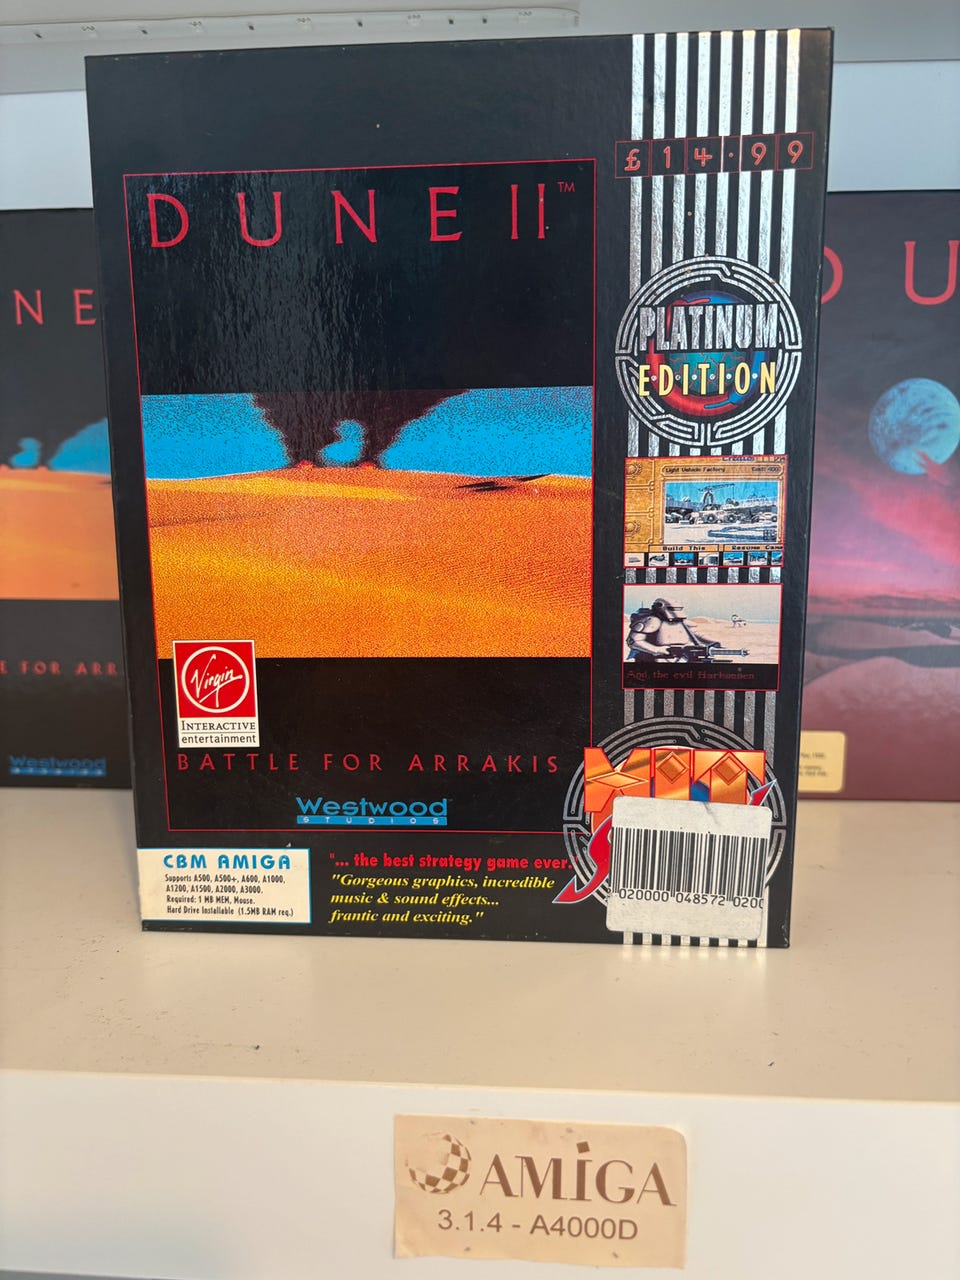 DUNE II™
£14.99
PLATINUM
EDITION
Light Vehicle Factory
Build This
And the evil Harkonnen
Virgin
INTERACTIVE
entertainment
BATTLE FOR ARRAKIS
Westwood
STUDIOS
CBM AMIGA
Supports A500, A500+, A600, A1000,
A1200, A1500, A2000, A3000.
Required: 1 MB MEM, Mouse.
Hard Drive Installable (1.5MB RAM req.)
"... the best strategy game ever.
"Gorgeous graphics, incredible
music & sound effects...
frantic and exciting."
020000 048572 020
NE
E FOR ARR
Westwood
U
AMIGA
3.1.4 - A4000D